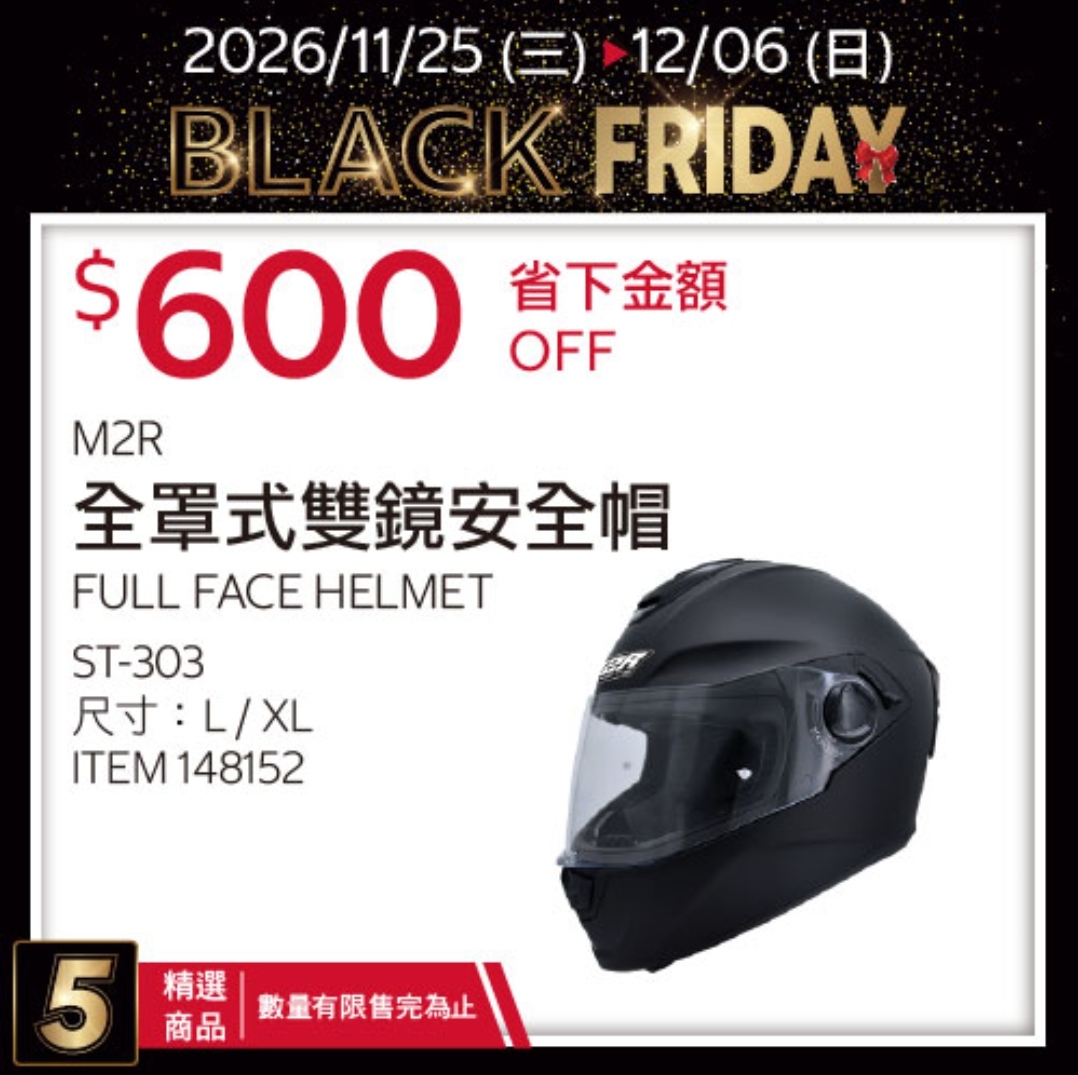 2026/11/25 (三)▶12/06 (日)
BLACK FRIDAY
$600 省下金額
OFF
M2R
全罩式雙鏡安全帽
FULL FACE HELMET
ST-303
尺寸：L / XL
ITEM 148152
5
精選
商品
數量有限售完為止